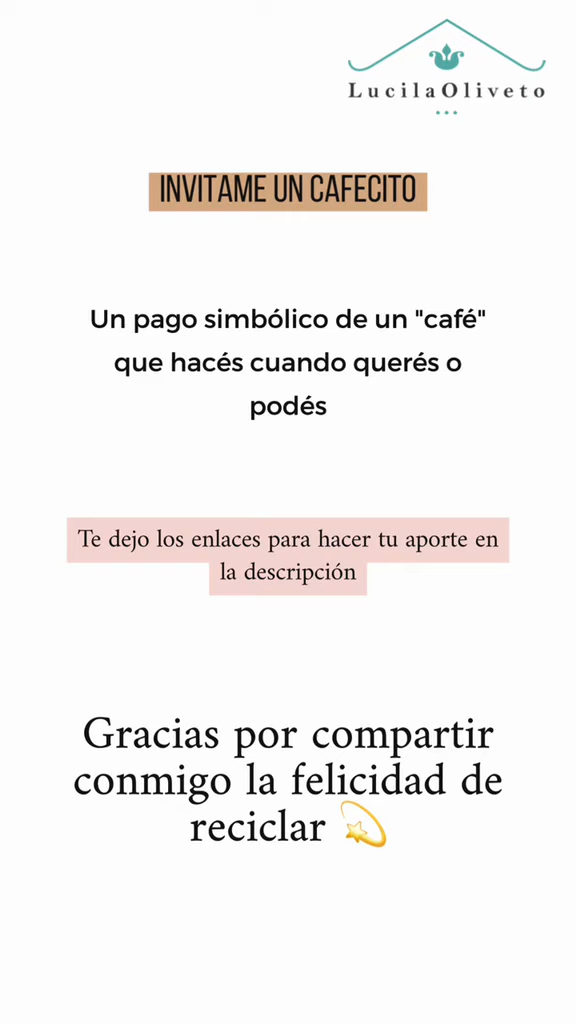 LucilaOliveto
INVITAME UN CAFECITO
Un pago simbólico de un "café"
que hacés cuando querés o
podés
Te dejo los enlaces para hacer tu aporte en
la descripción
Gracias por compartir
conmigo la felicidad de
reciclar 💫